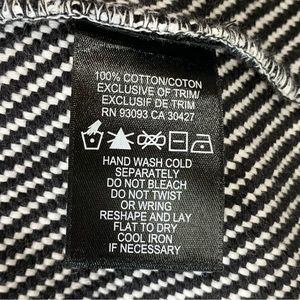 100% COTTON/COTON
EXCLUSIVE OF TRIM/
EXCLUSIF DE TRIM
RN 93093 CA 30427
HAND WASH COLD
SEPARATELY
DO NOT BLEACH
DO NOT TWIST
OR WRING
RESHAPE AND LAY
FLAT TO DRY
COOL IRON
IF NECESSARY